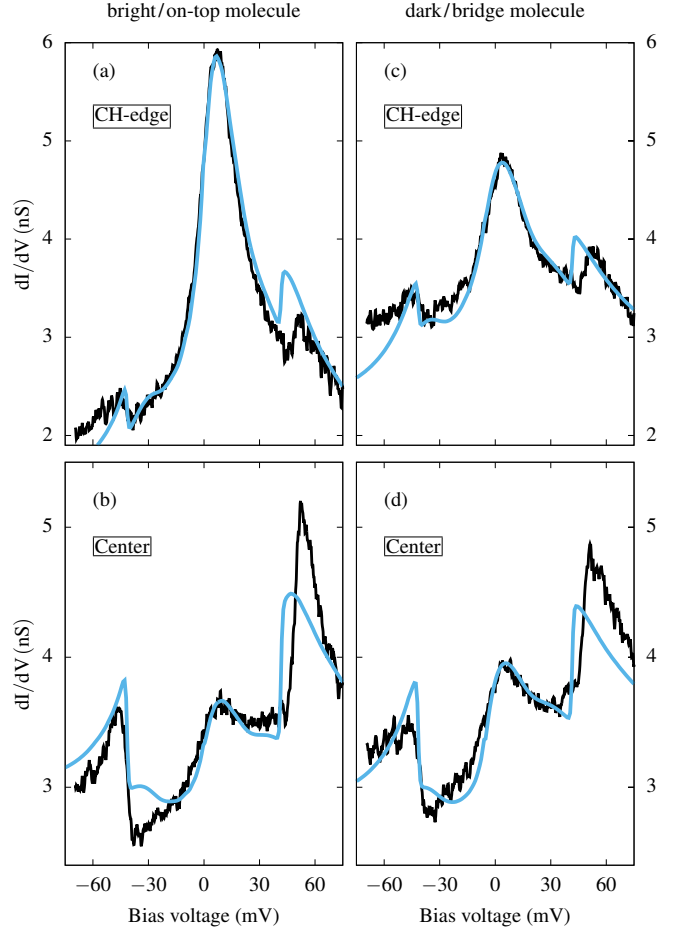 bright/on-top molecule
dark/bridge molecule
6
(a)
CH-edge
5
4
3
2
dI/dV (nS)
(c)
CH-edge
6
5
4
3
2
(b)
Center
5
4
3
dI/dV (nS)
−60 −30 0 30 60
Bias voltage (mV)
(d)
Center
5
4
3
−60 −30 0 30 60
Bias voltage (mV)